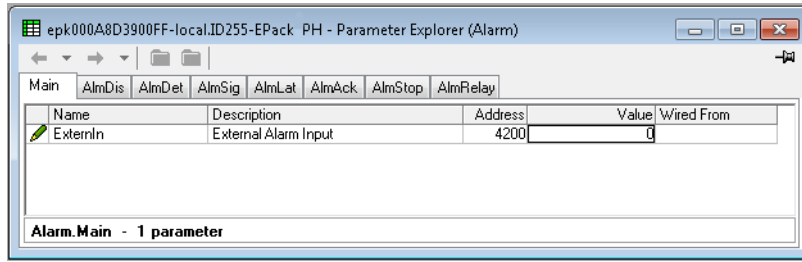 epk000A8D3900FF-local.ID255-EPack PH - Parameter Explorer (Alarm)
Main AlmDis AlmDet AlmSig AlmLat AlmAck AlmStop AlmRelay
Name Description Address Value Wired From
ExternIn External Alarm Input 4200 0
Alarm.Main - 1 parameter